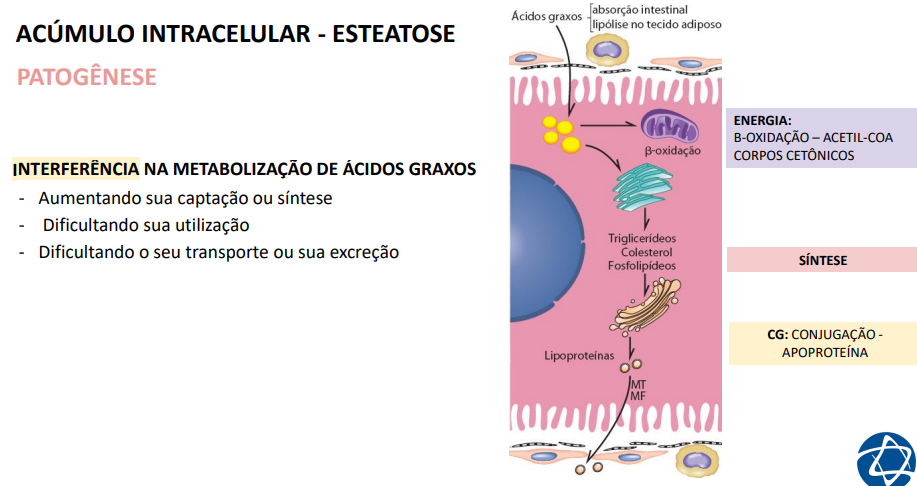 ACÚMULO INTRACELULAR - ESTEATOSE
PATOGÊNESE
INTERFERÊNCIA NA METABOLIZAÇÃO DE ÁCIDOS GRAXOS
- Aumentando sua captação ou síntese
- Dificultando sua utilização
- Dificultando o seu transporte ou sua excreção
Ácidos graxos
absorção intestinal
lipólise no tecido adiposo
β-oxidação
Triglicerídeos
Colesterol
Fosfolipídeos
Lipoproteínas
MT
MF
ENERGIA:
B-OXIDAÇÃO – ACETIL-COA
CORPOS CETÔNICOS
SÍNTESE
CG: CONJUGAÇÃO -
APOPROTEÍNA